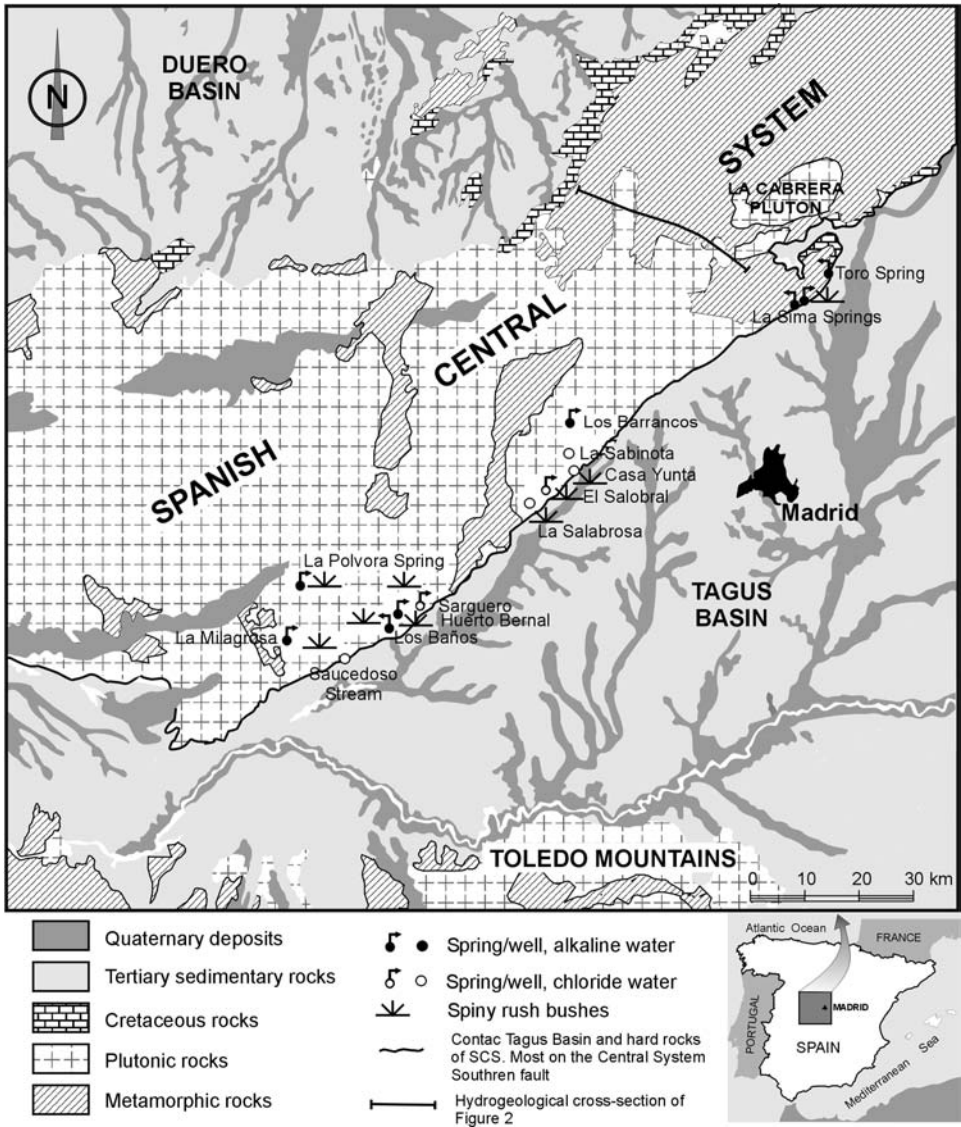 DUERO
BASIN
N
SYSTEM
LA CABRERA
PLUTON
Toro Spring
La Sima Springs
CENTRAL
SPANISH
Los Barrancos
La Sabinota
Casa Yunta
El Salobral
La Salabrosa
Madrid
La Polvora Spring
TAGUS
BASIN
Sarguero
Huerto Bernal
La Milagrosa
Los Baños
Saucedoso
Stream
TOLEDO MOUNTAINS
0 10 20 30 km
Quaternary deposits
Tertiary sedimentary rocks
Cretaceous rocks
Plutonic rocks
Metamorphic rocks
Spring/well, alkaline water
Spring/well, chloride water
Spiny rush bushes
Contac Tagus Basin and hard rocks
of SCS. Most on the Central System
Southren fault
Hydrogeological cross-section of
Figure 2
Atlantic Ocean
FRANCE
PORTUGAL
MADRID
SPAIN
Mediterranean Sea